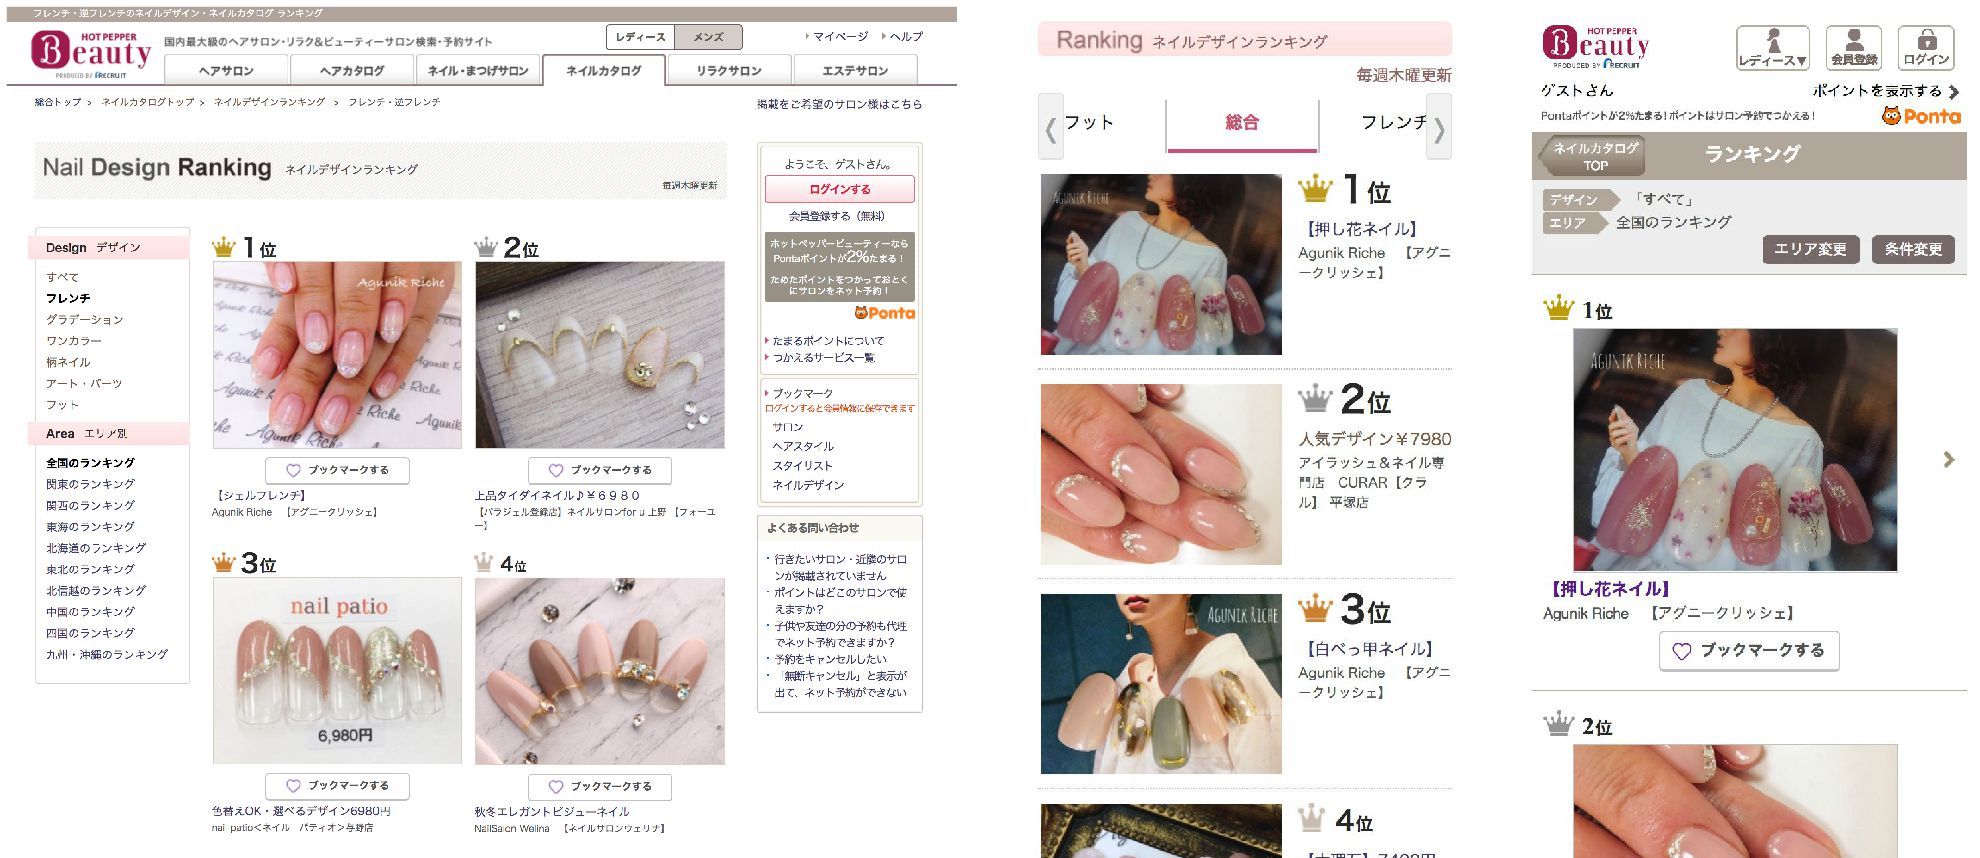 フレンチ・逆フレンチのネイルデザイン・ネイルカタログ ランキング
HOT PEPPER
Beauty
PRODUCED BY RECRUIT
国内最大級のヘアサロン・リラク&ビューティーサロン検索・予約サイト
レディース
メンズ
マイページ
ヘルプ
ヘアサロン
ヘアカタログ
ネイル・まつげサロン
ネイルカタログ
リラクサロン
エステサロン
総合トップ > ネイルカタログトップ > ネイルデザインランキング > フレンチ・逆フレンチ
掲載をご希望のサロン様はこちら
Nail Design Ranking ネイルデザインランキング
毎週木曜更新
Design デザイン
すべて
フレンチ
グラデーション
ワンカラー
柄ネイル
アート・パーツ
フット
Area エリア別
全国のランキング
関東のランキング
関西のランキング
東海のランキング
北海道のランキング
東北のランキング
北信越のランキング
中国のランキング
四国のランキング
九州・沖縄のランキング
1位
Agunik Riche
ブックマークする
【シェルフレンチ】
Agunik Riche 【アグニークリッシェ】
2位
ブックマークする
上品タイダイネイル♪¥6980
【パラジェル登録店】ネイルサロンfor u 上野 【フォーユ
ー】
3位
nail patio
6,980円
ブックマークする
色替えOK・選べるデザイン6980円
nail patio<ネイル パティオ>与野店
4位
ブックマークする
秋冬エレガントビジューネイル
NailSalon Welina 【ネイルサロンウェリナ】
ようこそ、ゲストさん。
ログインする
会員登録する(無料)
ホットペッパービューティーなら
Pontaポイントが2%たまる!
ためたポイントをつかっておとく
にサロンをネット予約!
Ponta
たまるポイントについて
つかえるサービス一覧
ブックマーク
ログインすると会員情報に保存できます
サロン
ヘアスタイル
スタイリスト
ネイルデザイン
よくある問い合わせ
・行きたいサロン・近隣のサロ
ンが掲載されていません
・ポイントはどこのサロンで使
えますか?
・子供や友達の分の予約も代理
でネット予約できますか?
・予約をキャンセルしたい
・「無断キャンセル」と表示が
出て、ネット予約ができない
Ranking ネイルデザインランキング
毎週木曜更新
フット
総合
フレンチ
AGUNIK RICHE
1位
【押し花ネイル】
Agunik Riche 【アグニ
ークリッシェ】
2位
人気デザイン¥7980
アイラッシュ&ネイル専
門店 CURAR【クラ
ル】 平塚店
AGUNIK RICHE
3位
【白べっ甲ネイル】
Agunik Riche 【アグニ
ークリッシェ】
4位
HOT PEPPER
Beauty
PRODUCED BY RECRUIT
レディース▼
会員登録
ログイン
ゲストさん
ポイントを表示する
Pontaポイントが2%たまる!ポイントはサロン予約でつかえる!
Ponta
ネイルカタログ
TOP
ランキング
デザイン 「すべて」
エリア 全国のランキング
エリア変更
条件変更
1位
AGUNIK RICHE
【押し花ネイル】
Agunik Riche 【アグニークリッシェ】
ブックマークする
2位